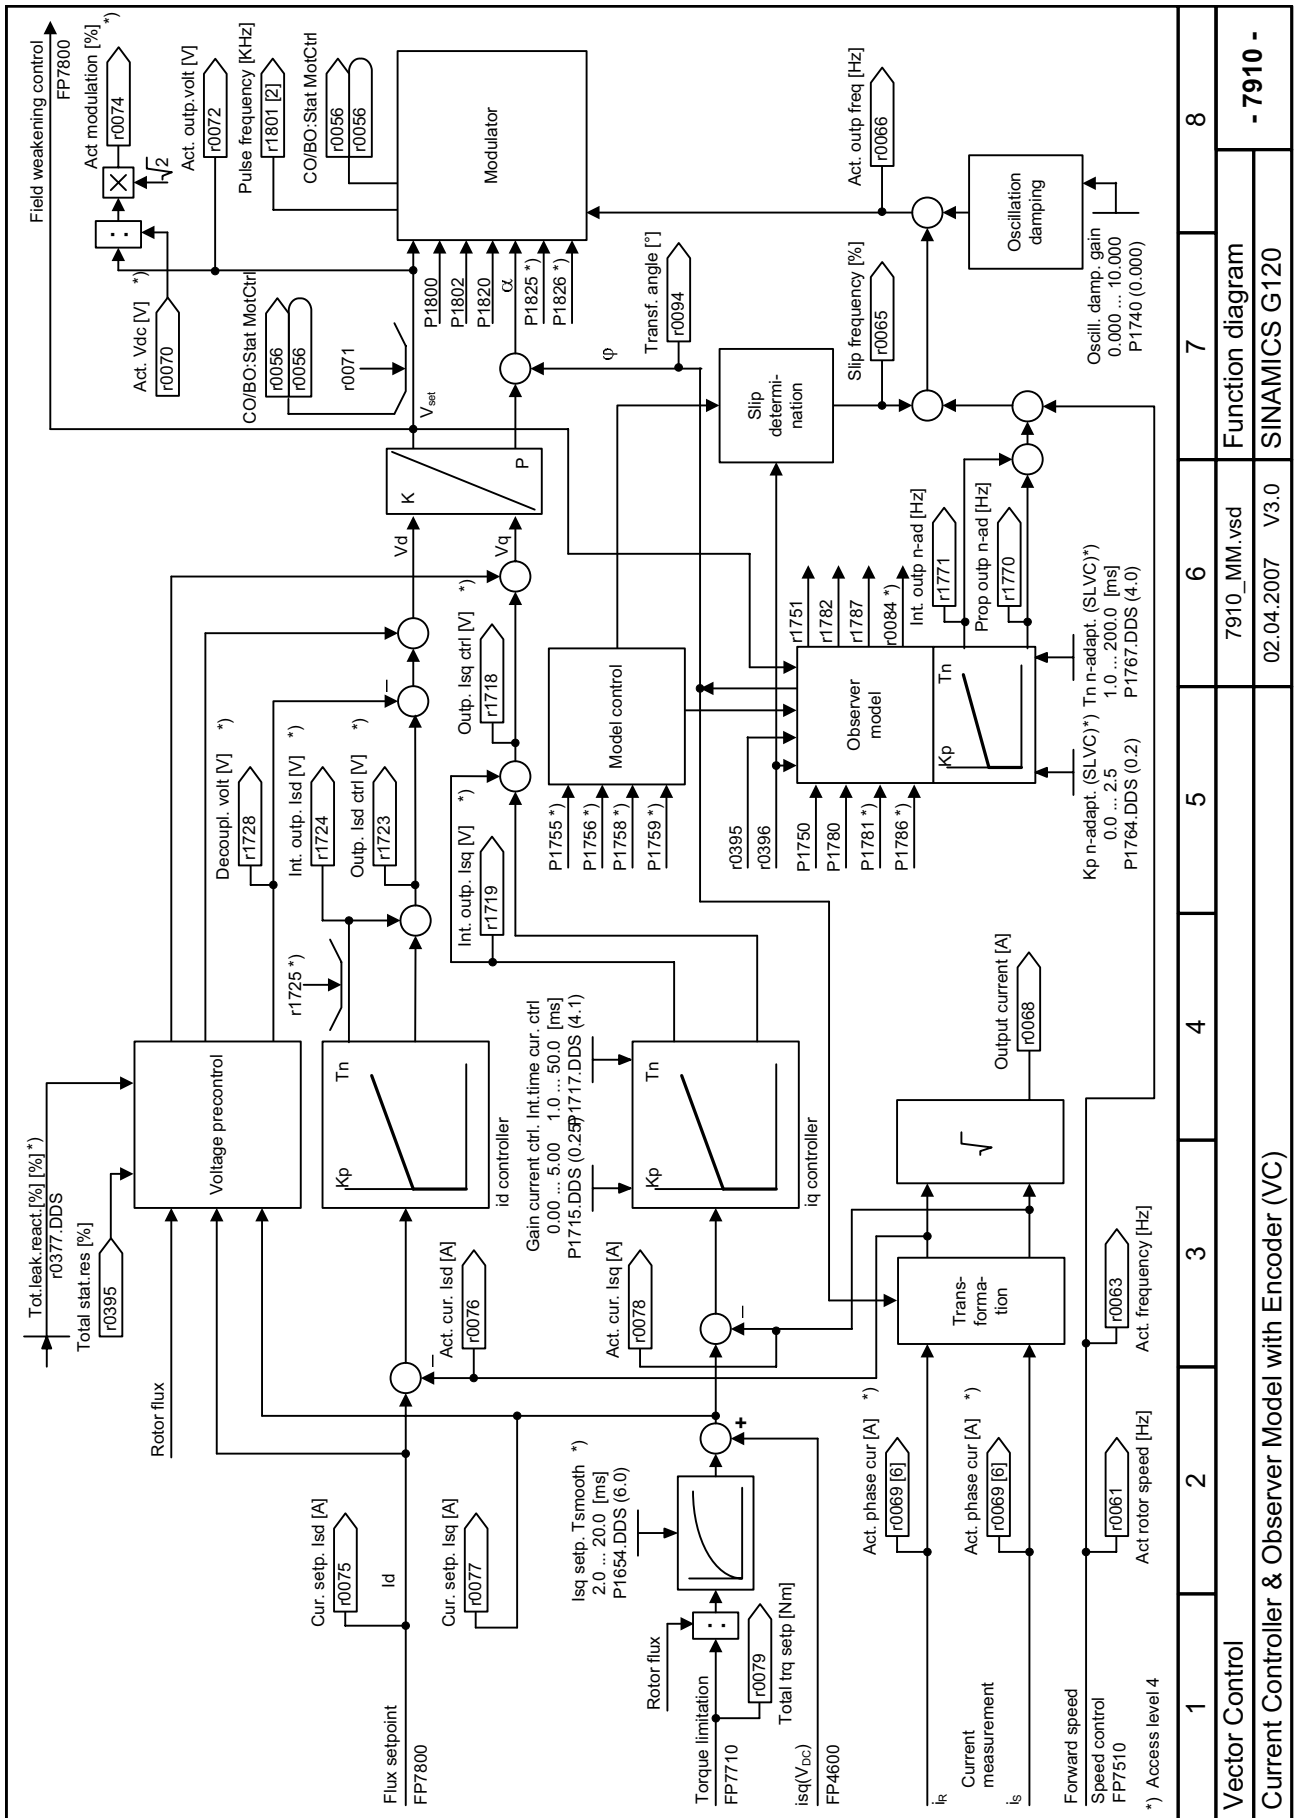 Field weakening control
FP7800
Act modulation [%]
*)
r0074
√2
Act. outp.volt [V]
r0072
Pulse frequency [KHz]
r1801 [2]
CO/BO:Stat MotCtrl
r0056
r0056
Modulator
Act. outp freq [Hz]
r0066
Oscillation
damping
:
*)
Act. Vdc [V]
r0070
CO/BO:Stat MotCtrl
r0056
r0056
r0071
Vset
P1800
P1802
P1820
α
P1825 *)
P1826 *)
φ
Transf. angle [°]
r0094
Slip frequency [%]
r0065
Oscill. damp. gain
0.000 ... 10.000
P1740 (0.000)
K
P
Slip
determi-
nation
Vd
Vq
Outp. Isq ctrl [V]
*)
r1718
r1751
r1782
r1787
r0084 *)
Int. outp n-ad [Hz]
r1771
Prop outp n-ad [Hz]
r1770
Tn n-adapt. (SLVC)*)
1.0 ... 200.0 [ms]
P1767.DDS (4.0)
Decoupl. volt [V]
*)
r1728
Int. outp. Isd [V]
*)
r1724
Outp. Isd ctrl [V]
*)
r1723
–
Int. outp. Isq [V]
*)
r1719
Model control
P1755 *)
P1756 *)
P1758 *)
P1759 *)
r0395
r0396
Observer
model
Kp
Tn
P1750
P1780
P1781 *)
P1786 *)
Kp n-adapt. (SLVC)*)
0.0 ... 2.5
P1764.DDS (0.2)
r1725 *)
Tot.leak.react.[%] [%] *)
r0377.DDS
Total stat.res [%]
r0395
Voltage precontrol
Kp
Tn
id controller
Gain current ctrl.
0.00 ... 5.00
P1715.DDS (0.25)
Int.time cur. ctrl
1.0 ... 50.0 [ms]
P1717.DDS (4.1)
Kp
Tn
iq controller
Output current [A]
r0068
√
Rotor flux
–
Act. cur. Isd [A]
r0076
Act. cur. Isq [A]
r0078
–
Trans-
forma-
tion
r0063
Act. frequency [Hz]
Cur. setp. Isd [A]
r0075
Id
Cur. setp. Isq [A]
r0077
Isq setp. Tsmooth *)
2.0 ... 20.0 [ms]
P1654.DDS (6.0)
+
Act. phase cur [A]
*)
r0069 [6]
Act. phase cur [A]
*)
r0069 [6]
r0061
Act rotor speed [Hz]
Flux setpoint
FP7800
Rotor flux
:
Torque limitation
FP7710
r0079
Total trq setp [Nm]
isq(VDC)
FP4600
iR
Current
measurement
iS
Forward speed
Speed control
FP7510
*) Access level 4
1
2
3
4
5
6
7
8
Vector Control
7910_MM.vsd
Function diagram
- 7910 -
Current Controller & Observer Model with Encoder (VC)
02.04.2007
V3.0
SINAMICS G120